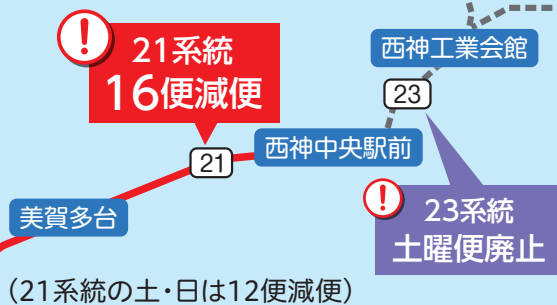 !
21系統
16便減便
西神工業会館
23
21
西神中央駅前
美賀多台
!
23系統
土曜便廃止
(21系統の土・日は12便減便)